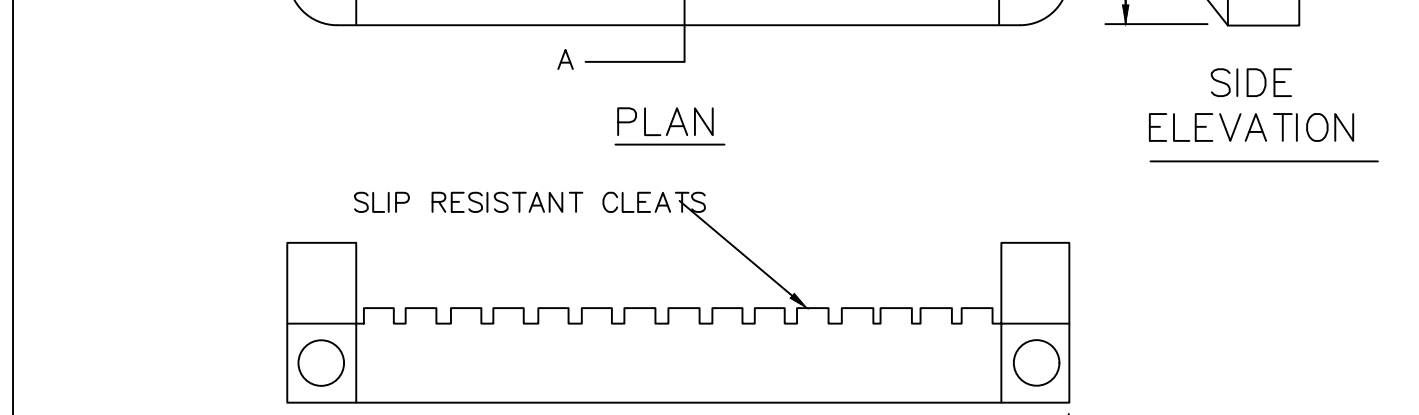 A
PLAN
SIDE
ELEVATION
SLIP RESISTANT CLEATS